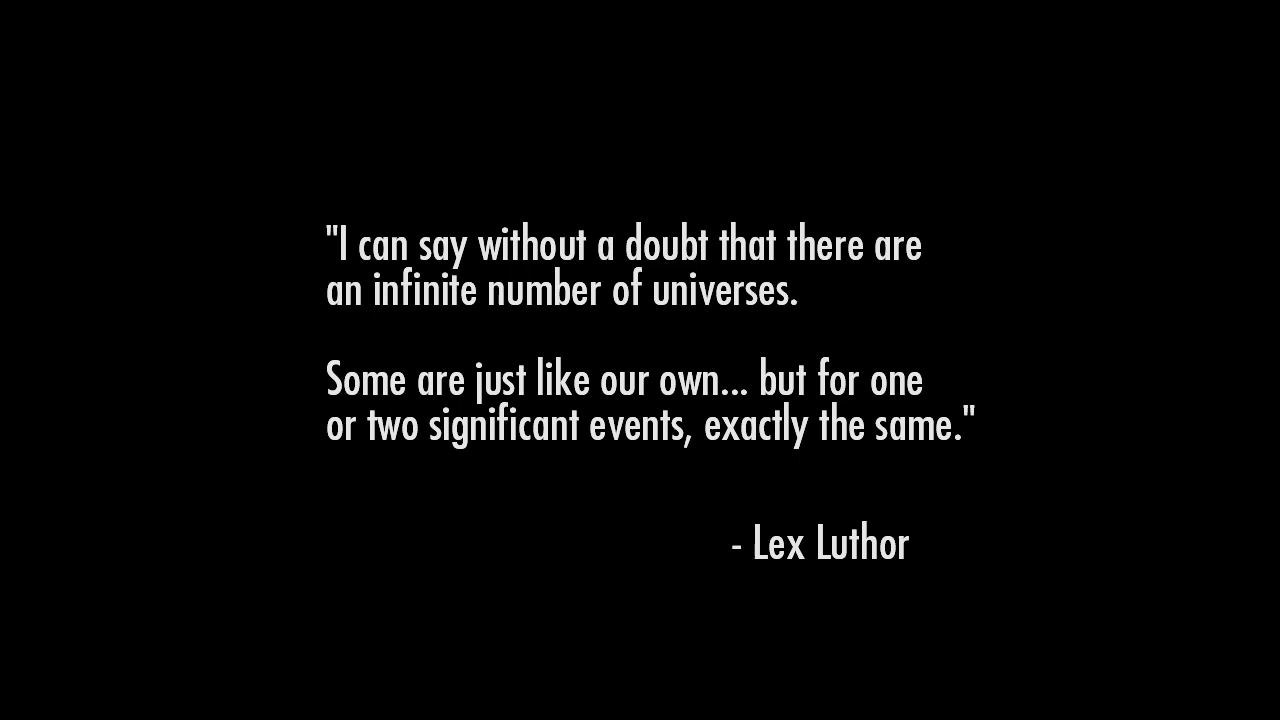 "I can say without a doubt that there are
an infinite number of universes.
Some are just like our own... but for one
or two significant events, exactly the same."
- Lex Luthor